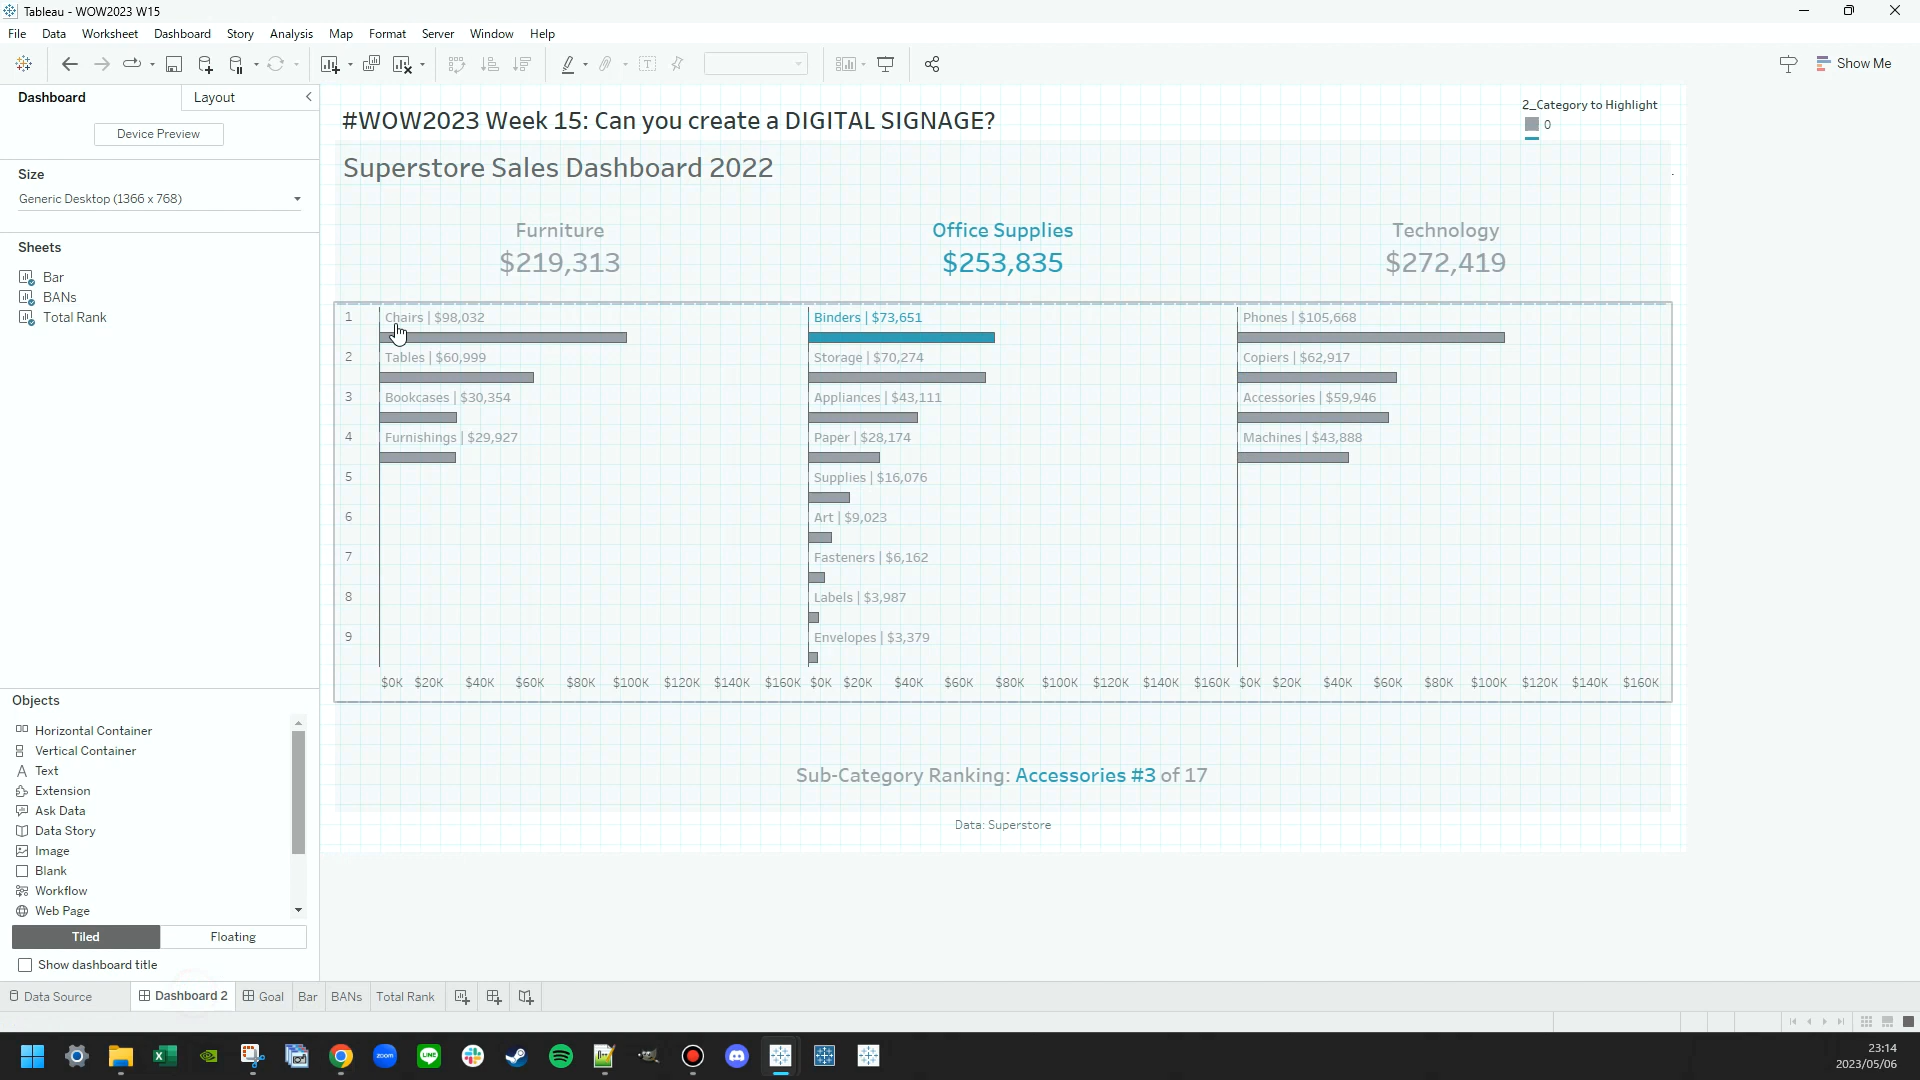 Tableau - WOW2023 W15
File Data Worksheet Dashboard Story Analysis Map Format Server Window Help
Show Me
Dashboard Layout
Device Preview
Size
Generic Desktop (1366 x 768)
Sheets
Bar
BANs
Total Rank
Objects
Horizontal Container
Vertical Container
Text
Extension
Ask Data
Data Story
Image
Blank
Workflow
Web Page
Tiled Floating
Show dashboard title
#WOW2023 Week 15: Can you create a DIGITAL SIGNAGE?
2_Category to Highlight
0
Superstore Sales Dashboard 2022
Furniture Office Supplies Technology
$219,313 $253,835 $272,419
1 Chairs | $98,032 Binders | $73,651 Phones | $105,668
2 Tables | $60,999 Storage | $70,274 Copiers | $62,917
3 Bookcases | $30,354 Appliances | $43,111 Accessories | $59,946
4 Furnishings | $29,927 Paper | $28,174 Machines | $43,888
5 Supplies | $16,076
6 Art | $9,023
7 Fasteners | $6,162
8 Labels | $3,987
9 Envelopes | $3,379
$0K $20K $40K $60K $80K $100K $120K $140K $160K $0K $20K $40K $60K $80K $100K $120K $140K $160K $0K $20K $40K $60K $80K $100K $120K $140K $160K
Sub-Category Ranking: Accessories #3 of 17
Data: Superstore
Data Source Dashboard 2 Goal Bar BANs Total Rank
zoom
LINE
23:14
2023/05/06